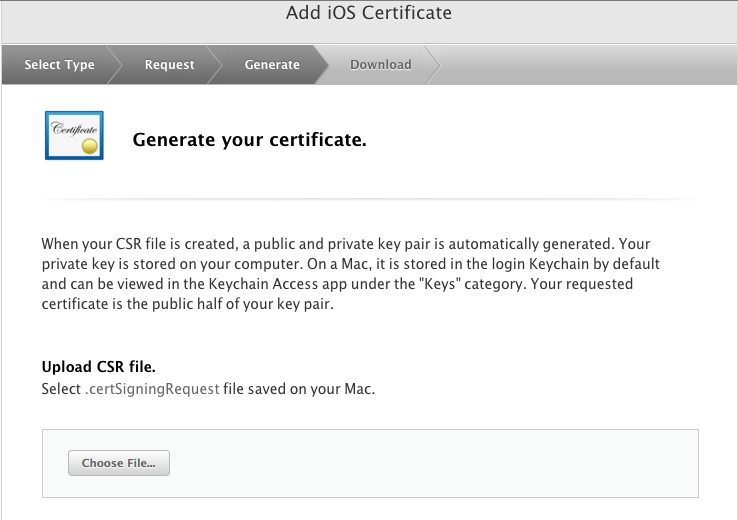 Add iOS Certificate
Select Type
Request
Generate
Download
Certificate
Generate your certificate.
When your CSR file is created, a public and private key pair is automatically generated. Your
private key is stored on your computer. On a Mac, it is stored in the login Keychain by default
and can be viewed in the Keychain Access app under the "Keys" category. Your requested
certificate is the public half of your key pair.
Upload CSR file.
Select .certSigningRequest file saved on your Mac.
Choose File...